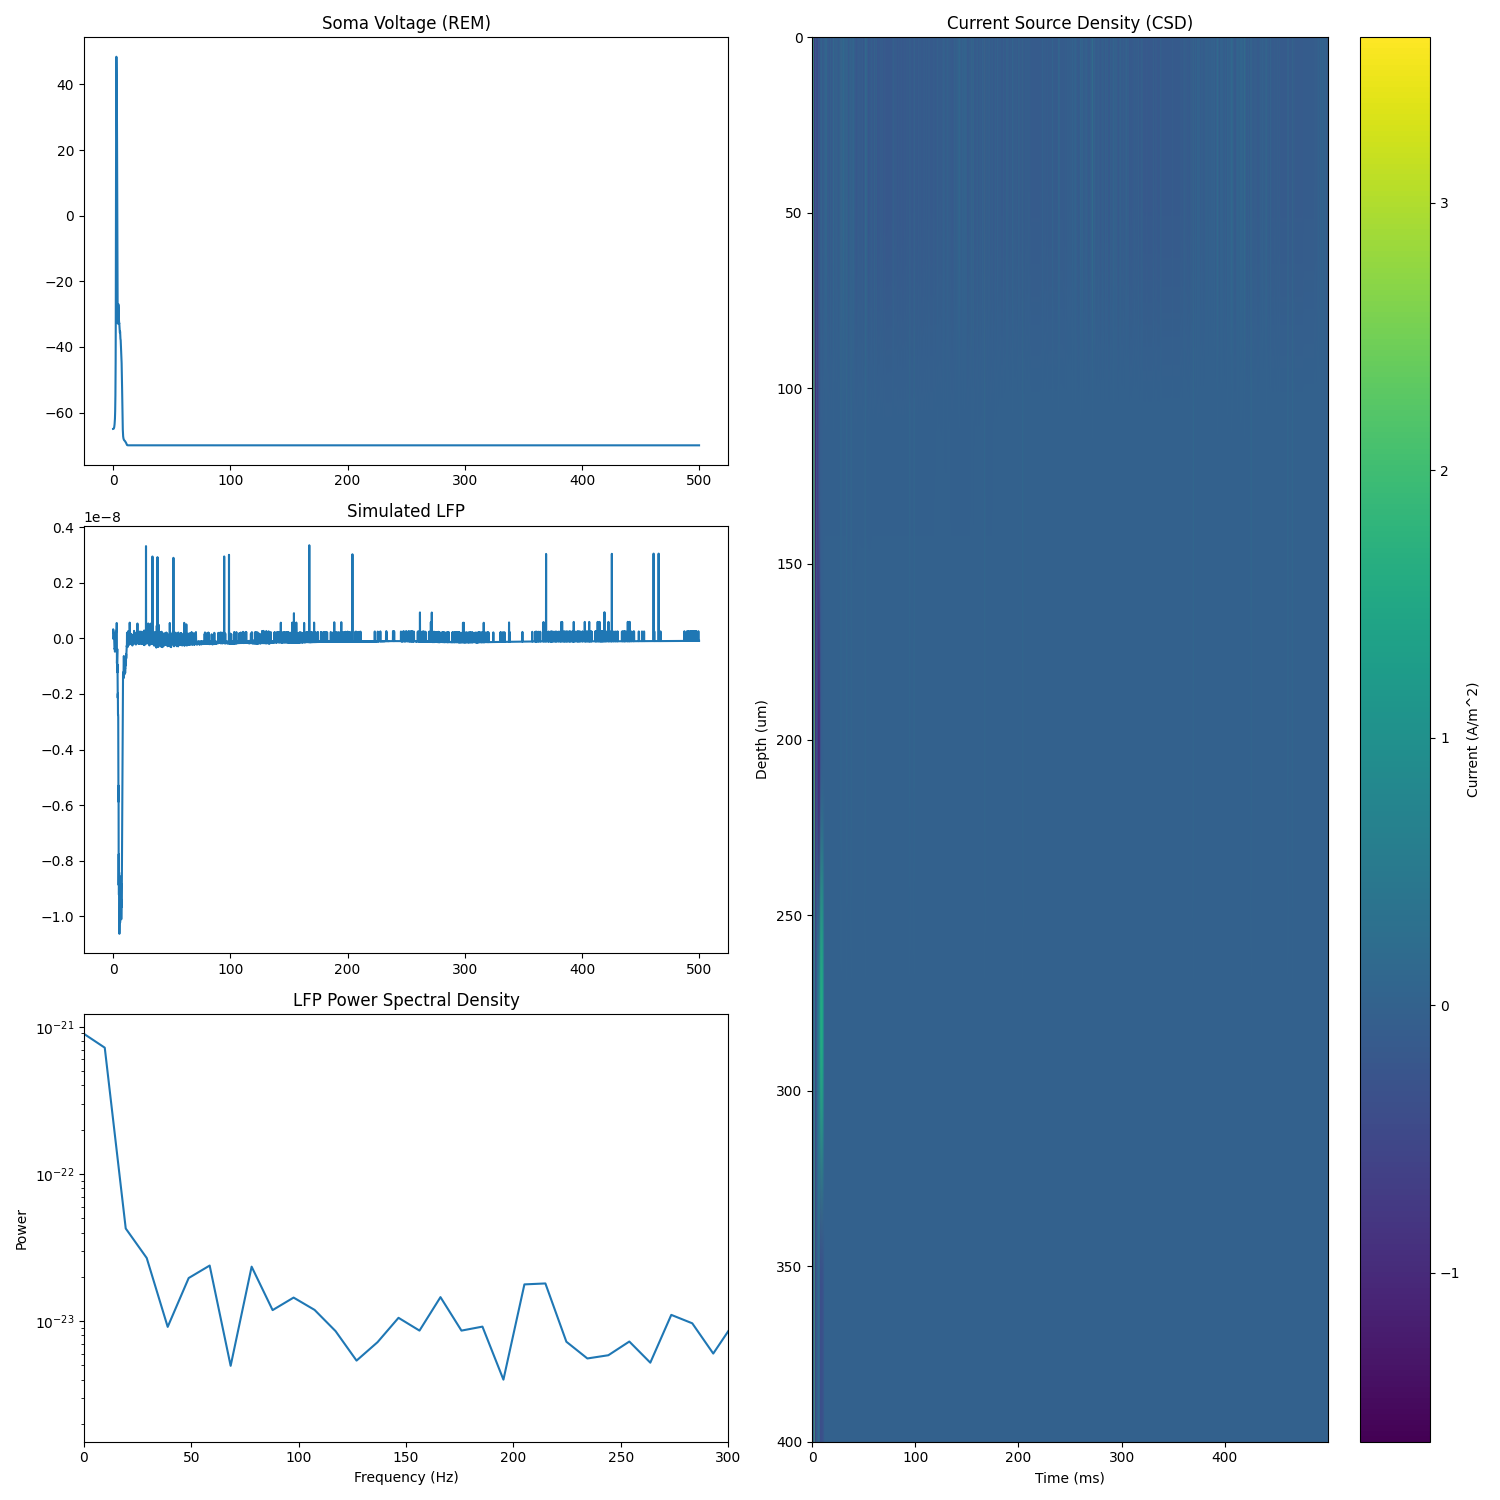 Soma Voltage (REM)
40
20
0
−20
−40
−60
0 100 200 300 400 500
Simulated LFP
1e−8
0.4
0.2
0.0
−0.2
−0.4
−0.6
−0.8
−1.0
0 100 200 300 400 500
LFP Power Spectral Density
10−21
10−22
10−23
Power
0 50 100 150 200 250 300
Frequency (Hz)
Current Source Density (CSD)
0
50
100
150
200
250
300
350
400
Depth (um)
0 100 200 300 400
Time (ms)
3
2
1
0
−1
Current (A/m^2)